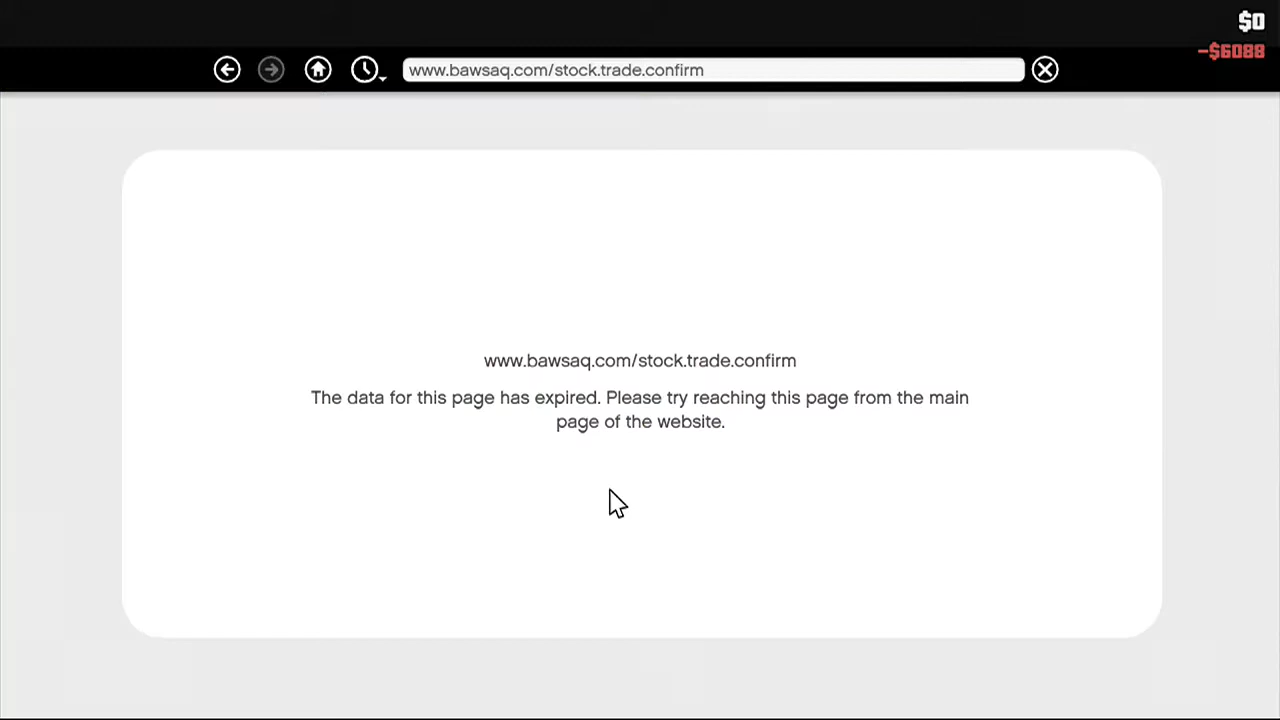 $0
-$6088
www.bawsaq.com/stock.trade.confirm
www.bawsaq.com/stock.trade.confirm
The data for this page has expired. Please try reaching this page from the main
page of the website.